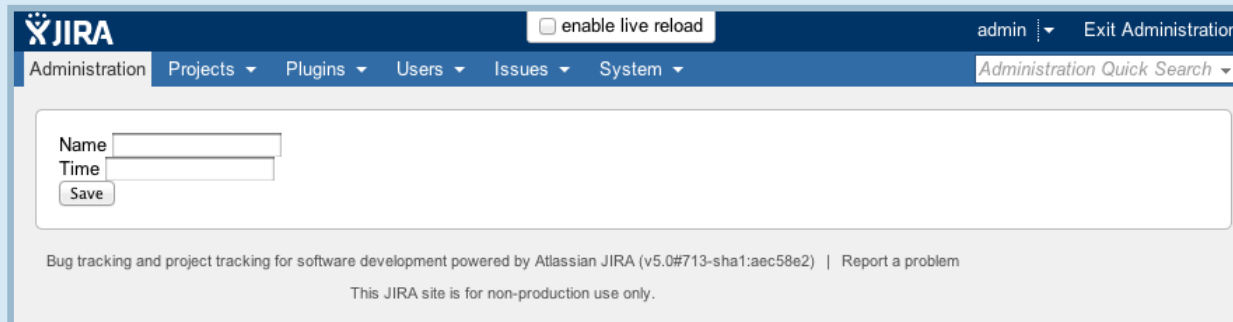 JIRA enable live reload admin Exit Administration
Administration Projects Plugins Users Issues System Administration Quick Search
Name
Time
Save
Bug tracking and project tracking for software development powered by Atlassian JIRA (v5.0#713-sha1:aec58e2) | Report a problem
This JIRA site is for non-production use only.